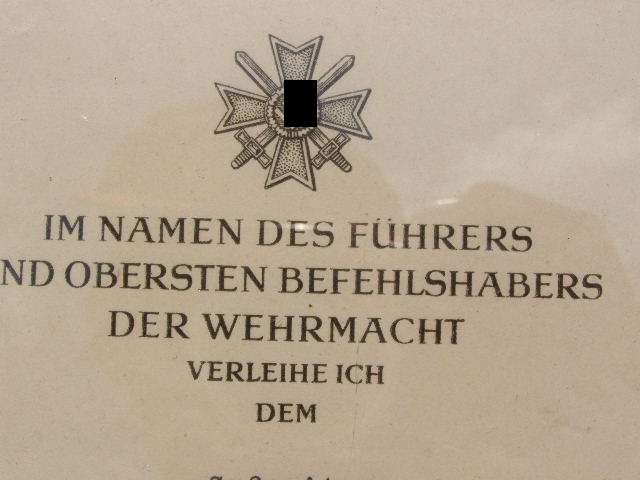 IM NAMEN DES FÜHRERS
ND OBERSTEN BEFEHLSHABERS
DER WEHRMACHT
VERLEIHE ICH
DEM